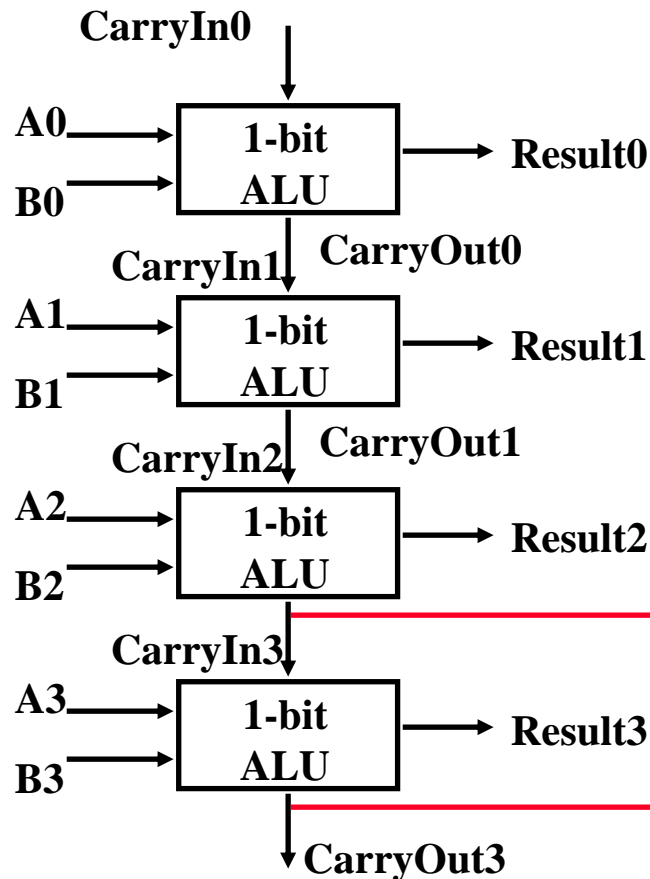 CarryIn0
A0
1-bit
ALU
Result0
B0
CarryOut0
CarryIn1
A1
1-bit
ALU
Result1
B1
CarryOut1
CarryIn2
A2
1-bit
ALU
Result2
B2
CarryIn3
A3
1-bit
ALU
Result3
B3
CarryOut3